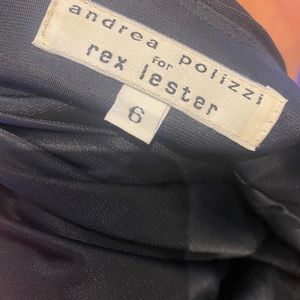 andrea polizzi
for
rex lester
6